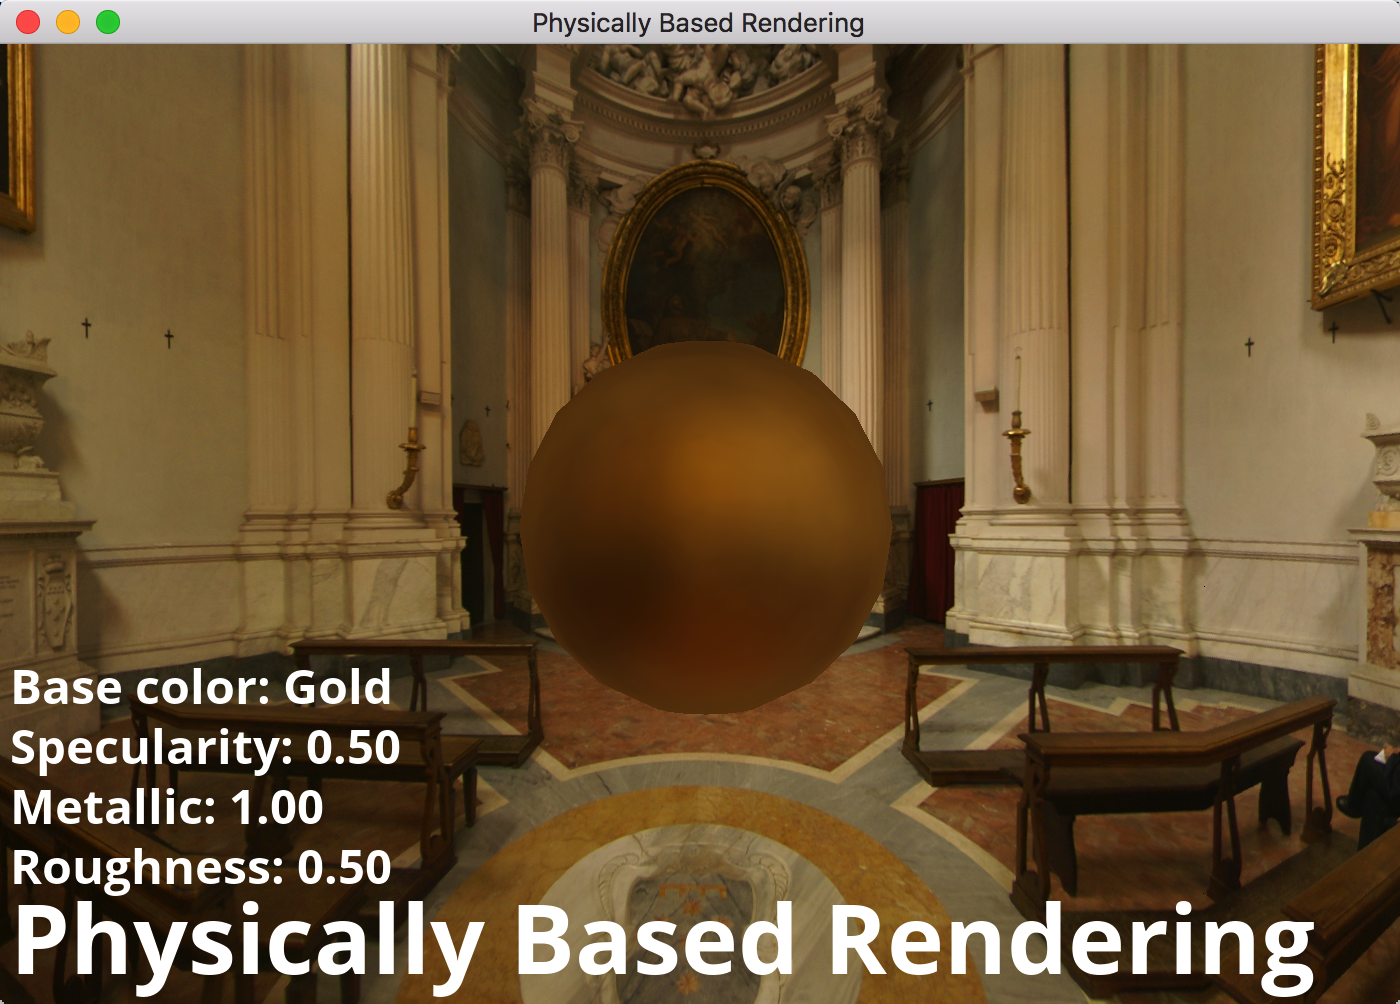 Physically Based Rendering
Base color: Gold
Specularity: 0.50
Metallic: 1.00
Roughness: 0.50
Physically Based Rendering